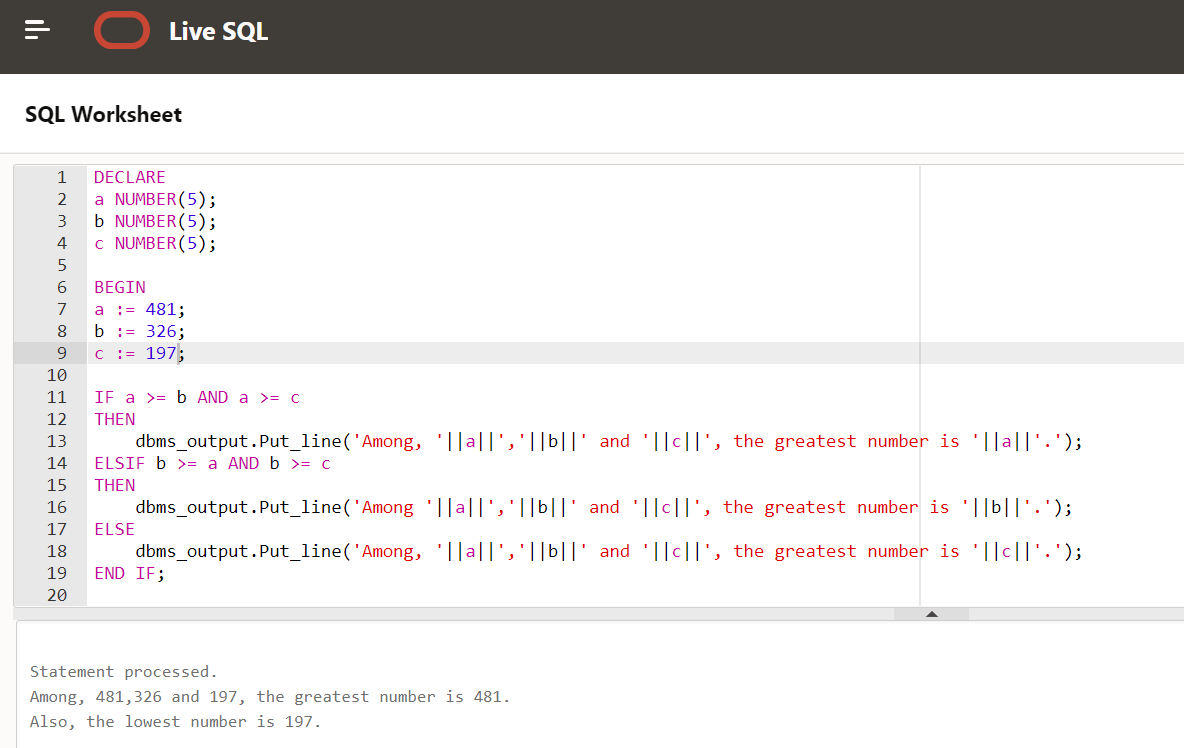 Live SQL
SQL Worksheet
1 DECLARE
2 a NUMBER(5);
3 b NUMBER(5);
4 c NUMBER(5);
5
6 BEGIN
7 a := 481;
8 b := 326;
9 c := 197;
10
11 IF a >= b AND a >= c
12 THEN
13     dbms_output.Put_line('Among, '||a||','||b||' and '||c||', the greatest number is '||a||'.');
14 ELSIF b >= a AND b >= c
15 THEN
16     dbms_output.Put_line('Among '||a||','||b||' and '||c||', the greatest number is '||b||'.');
17 ELSE
18     dbms_output.Put_line('Among, '||a||','||b||' and '||c||', the greatest number is '||c||'.');
19 END IF;
20
Statement processed.
Among, 481,326 and 197, the greatest number is 481.
Also, the lowest number is 197.